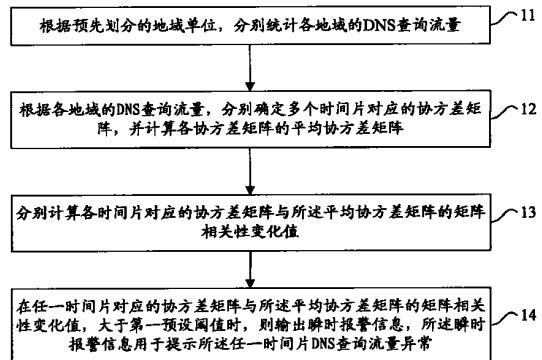 根据预先划分的地域单位，分别统计各地域的DNS查询流量
11
根据各地域的DNS查询流量，分别确定多个时间片对应的协方差矩
阵，并计算各协方差矩阵的平均协方差矩阵
12
分别计算各时间片对应的协方差矩阵与所述平均协方差矩阵的矩阵
相关性变化值
13
在任一时间片对应的协方差矩阵与所述平均协方差矩阵的矩阵相关
性变化值，大于第一预设阈值时，则输出瞬时报警信息，所述瞬时
报警信息用于提示所述任一时间片DNS查询流量异常
14